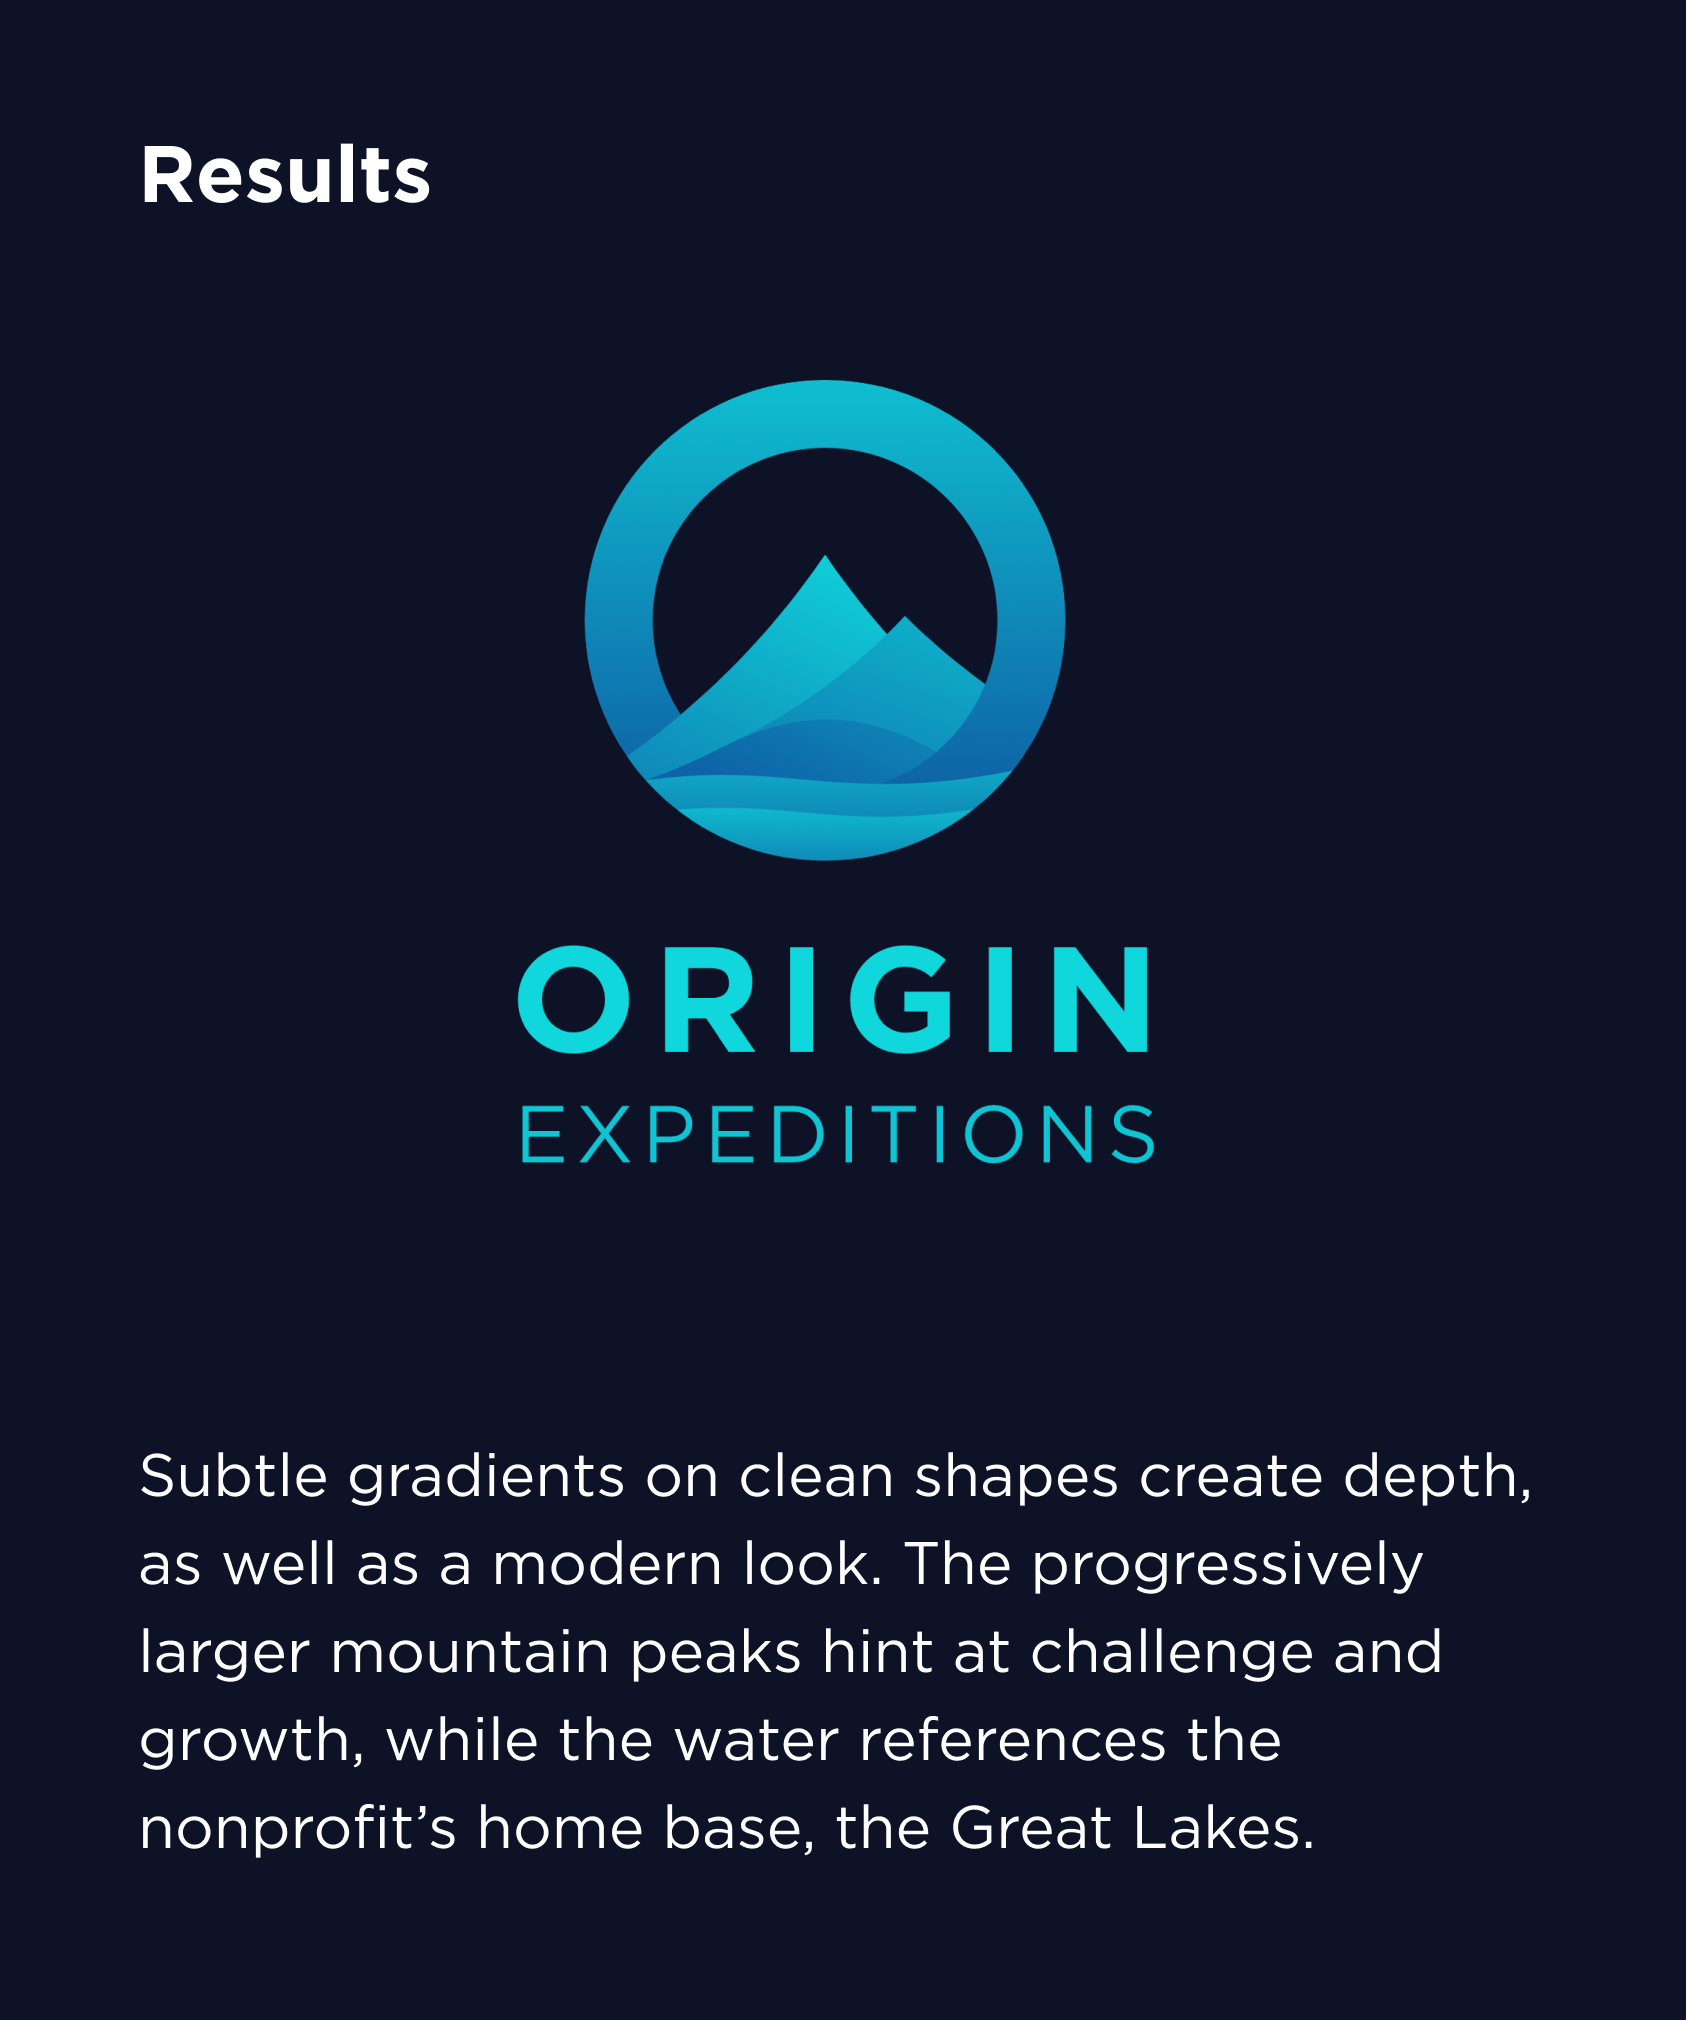 Results
ORIGIN
EXPEDITIONS
Subtle gradients on clean shapes create depth,
as well as a modern look. The progressively
larger mountain peaks hint at challenge and
growth, while the water references the
nonprofit’s home base, the Great Lakes.